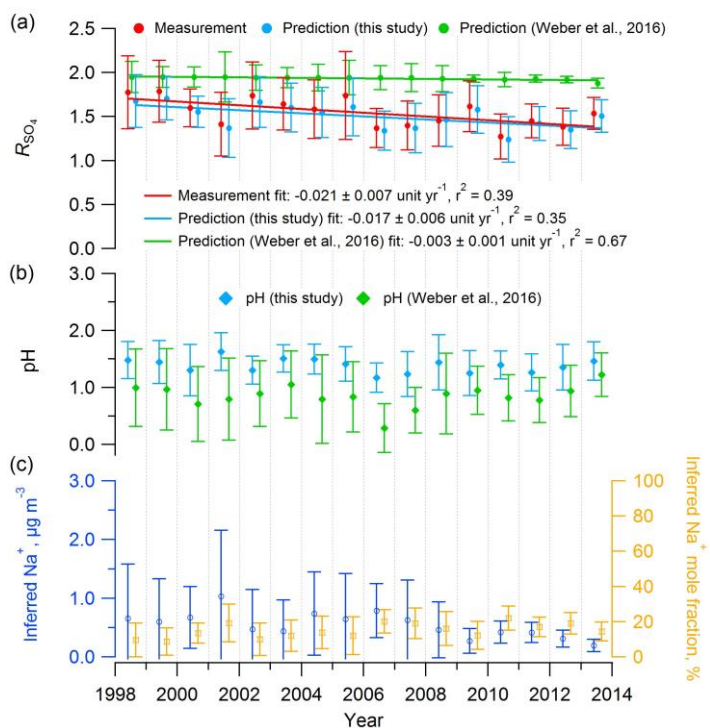 (a)
Measurement Prediction (this study) Prediction (Weber et al., 2016)
2.5
2.0
1.5
1.0
0.5
0.0
R_SO₄
Measurement fit: -0.021 ± 0.007 unit yr⁻¹, r² = 0.39
Prediction (this study) fit: -0.017 ± 0.006 unit yr⁻¹, r² = 0.35
Prediction (Weber et al., 2016) fit: -0.003 ± 0.001 unit yr⁻¹, r² = 0.67
(b)
3.0
2.0
1.0
0.0
pH
pH (this study) pH (Weber et al., 2016)
(c)
3.0
2.0
1.0
0.0
Inferred Na⁺, µg m⁻³
100
80
60
40
20
0
Inferred Na⁺
mole fraction, %
1998 2000 2002 2004 2006 2008 2010 2012 2014
Year